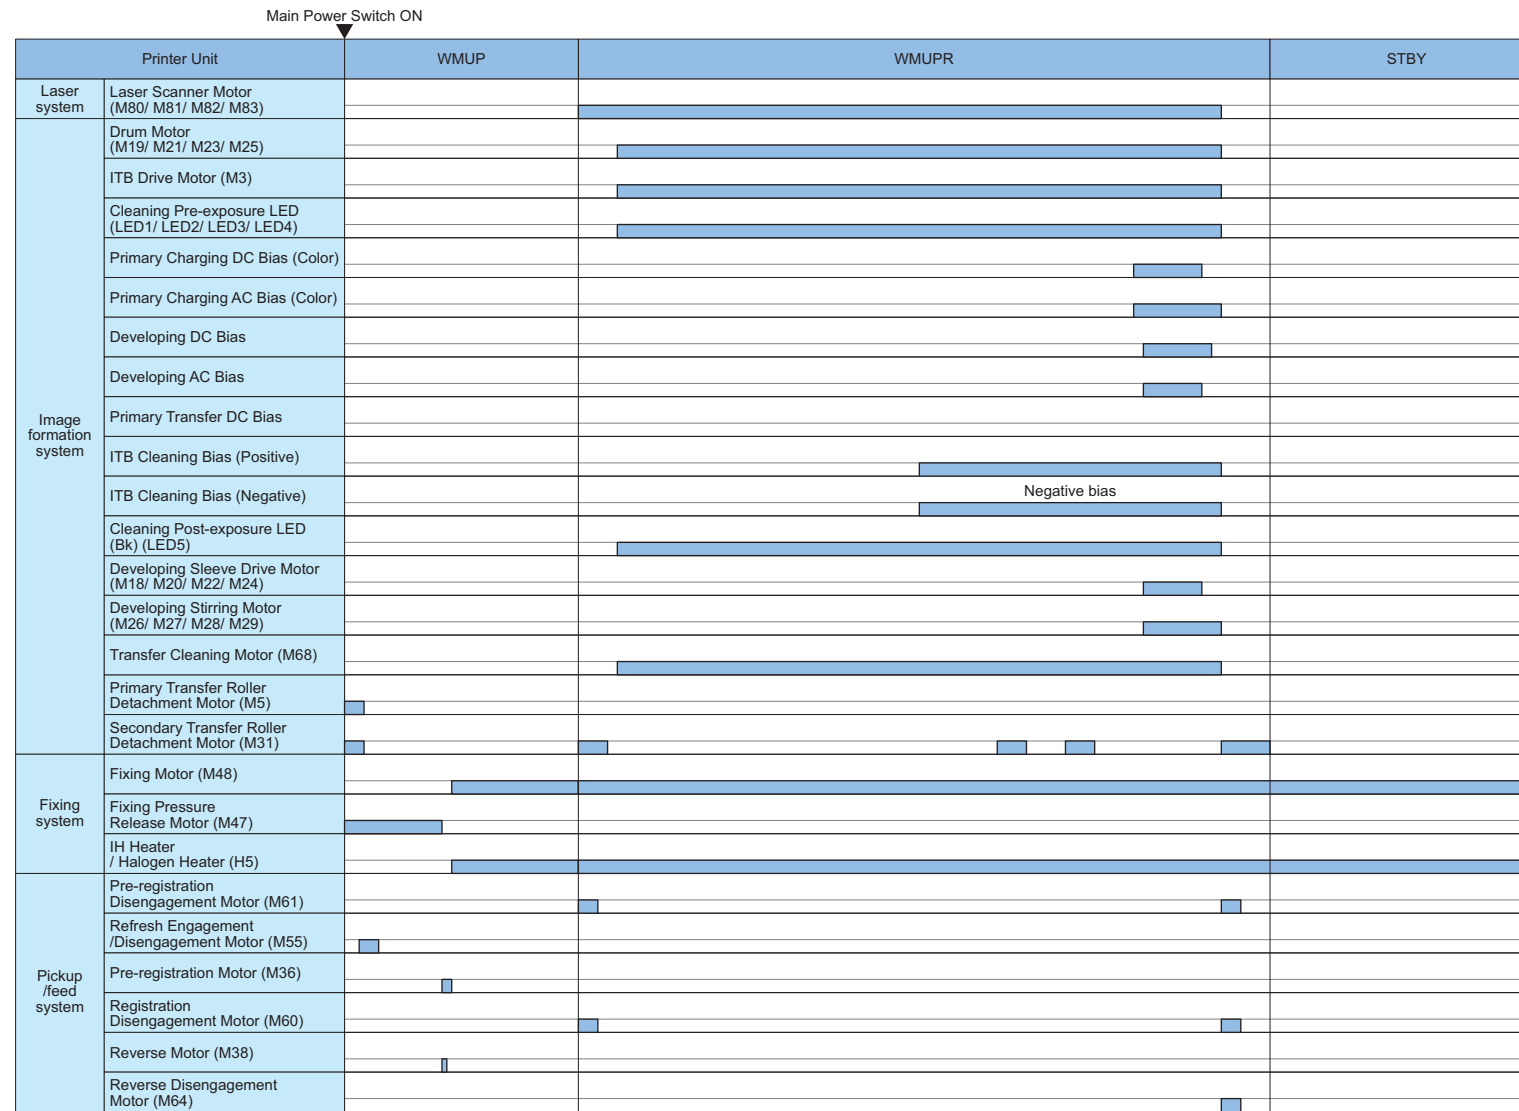 Main Power Switch ON
Printer Unit
WMUP
WMUPR
STBY
Laser
system
Laser Scanner Motor
(M80/ M81/ M82/ M83)
Image
formation
system
Drum Motor
(M19/ M21/ M23/ M25)
ITB Drive Motor (M3)
Cleaning Pre-exposure LED
(LED1/ LED2/ LED3/ LED4)
Primary Charging DC Bias (Color)
Primary Charging AC Bias (Color)
Developing DC Bias
Developing AC Bias
Primary Transfer DC Bias
ITB Cleaning Bias (Positive)
ITB Cleaning Bias (Negative)
Negative bias
Cleaning Post-exposure LED
(Bk) (LED5)
Developing Sleeve Drive Motor
(M18/ M20/ M22/ M24)
Developing Stirring Motor
(M26/ M27/ M28/ M29)
Transfer Cleaning Motor (M68)
Primary Transfer Roller
Detachment Motor (M5)
Secondary Transfer Roller
Detachment Motor (M31)
Fixing
system
Fixing Motor (M48)
Fixing Pressure
Release Motor (M47)
IH Heater
/ Halogen Heater (H5)
Pickup
/feed
system
Pre-registration
Disengagement Motor (M61)
Refresh Engagement
/Disengagement Motor (M55)
Pre-registration Motor (M36)
Registration
Disengagement Motor (M60)
Reverse Motor (M38)
Reverse Disengagement
Motor (M64)